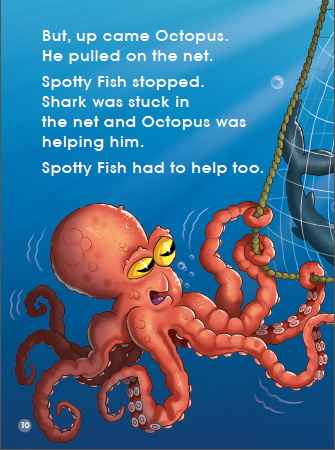 But, up came Octopus.
He pulled on the net.
Spotty Fish stopped.
Shark was stuck in
the net and Octopus was
helping him.
Spotty Fish had to help too.
10